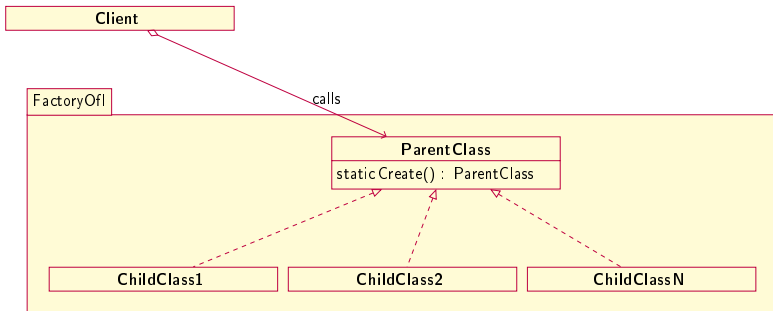 Client
calls
FactoryOfI
ParentClass
static Create() : ParentClass
ChildClass1
ChildClass2
ChildClassN